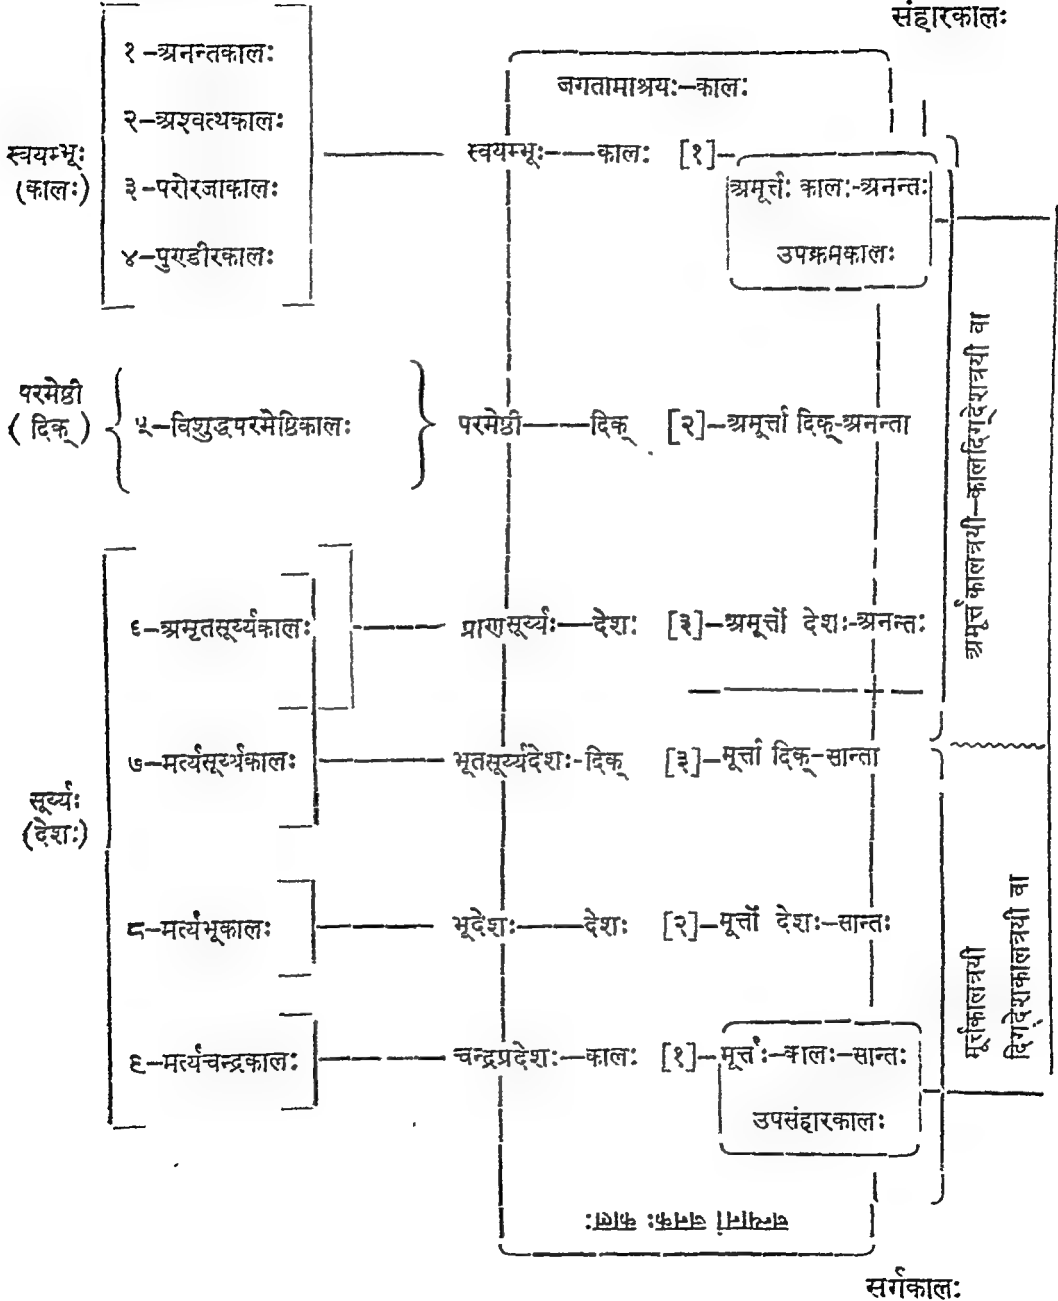 संहारकालः
१-अनन्तकालः
जगतामाश्रयः-कालः
२-अश्वत्थकालः
स्वयम्भूः
(कालः)
स्वयम्भूः——कालः [१]-
३-परोरजाकालः
अमूर्त्तः कालः-अनन्तः
४-पुण्डीरकालः
उपक्रमकालः
परमेष्ठी
(दिक्)
५-विशुद्धपरमेष्ठिकालः
परमेष्ठी——दिक् [२]-अमूर्त्ता दिक्-अनन्ता
अमूर्त्तकालत्रयी-कालदिग्देशत्रयी वा
६-अमृतसूर्य्यकालः
प्राणसूर्य्यः—देशः [३]-अमूर्त्तो देशः-अनन्तः
७-मर्त्यसूर्य्यकालः
भूतसूर्य्यदेशः-दिक् [३]-मूर्त्ता दिक्-सान्ता
सूर्य्यः
(देशः)
८-मर्त्यभूकालः
भूदेशः——देशः [२]-मूर्त्तो देशः-सान्तः
मूर्त्तकालत्रयी
दिग्देशकालत्रयी वा
९-मर्त्यचन्द्रकालः
चन्द्रप्रदेशः—कालः [१]-मूर्त्तः-कालः-सान्तः
उपसंहारकालः
जन्यानां जनकः कालः
सर्गकालः